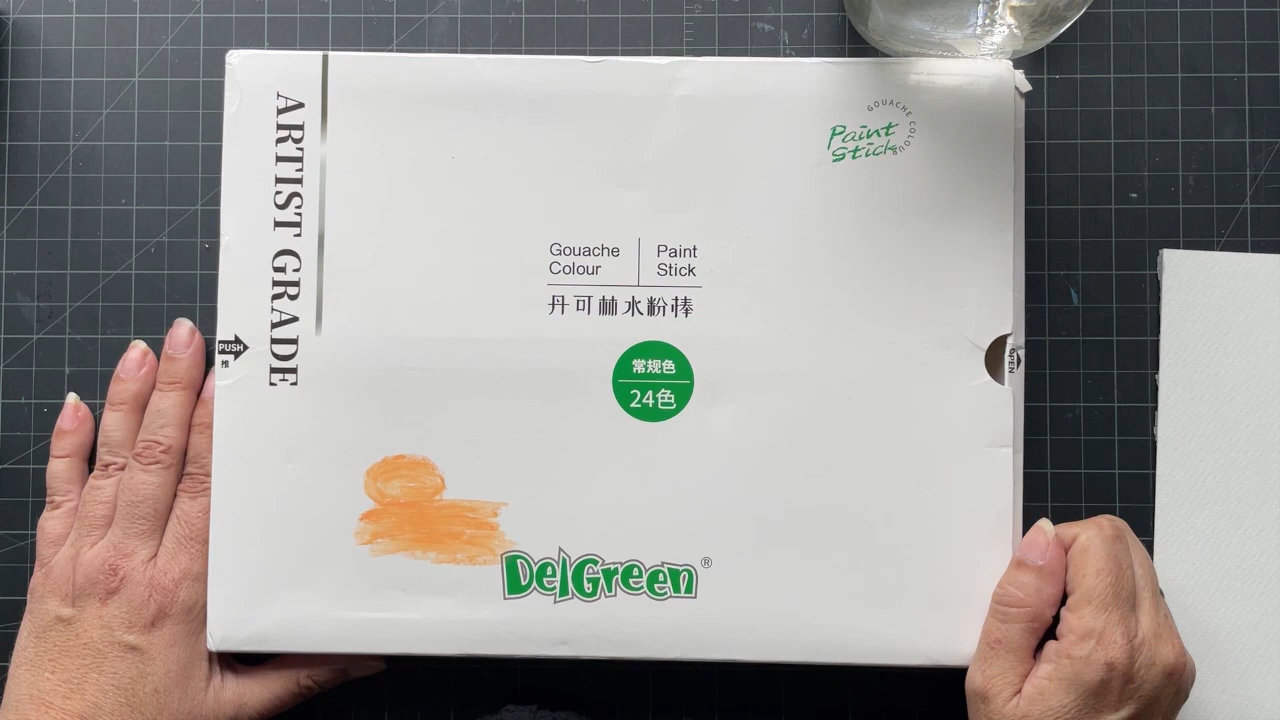 ARTIST GRADE
GOUACHE COLOUR
Paint
Stick
Gouache
Colour
Paint
Stick
丹可林水粉棒
PUSH
推
OPEN
常规色
24色
DelGreen®